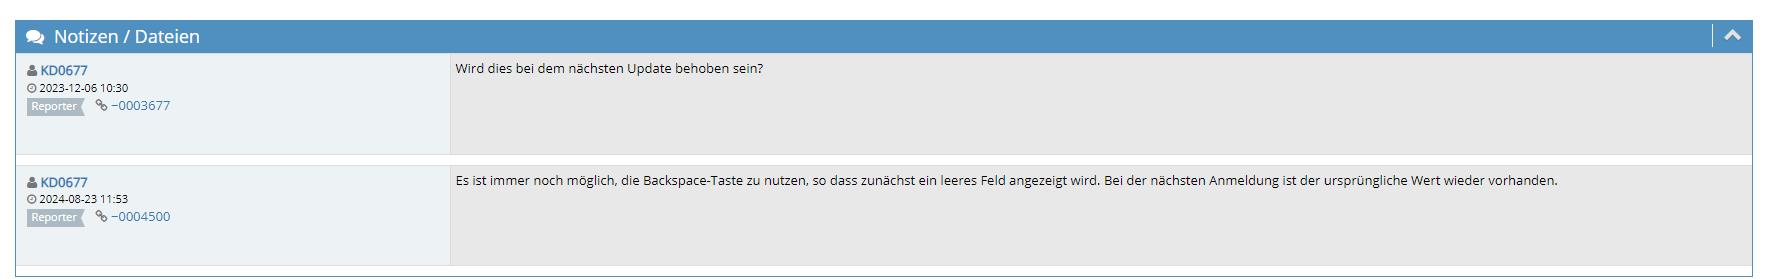 Notizen / Dateien
KD0677
2023-12-06 10:30
Reporter ~0003677
Wird dies bei dem nächsten Update behoben sein?
KD0677
2024-08-23 11:53
Reporter ~0004500
Es ist immer noch möglich, die Backspace-Taste zu nutzen, so dass zunächst ein leeres Feld angezeigt wird. Bei der nächsten Anmeldung ist der ursprüngliche Wert wieder vorhanden.